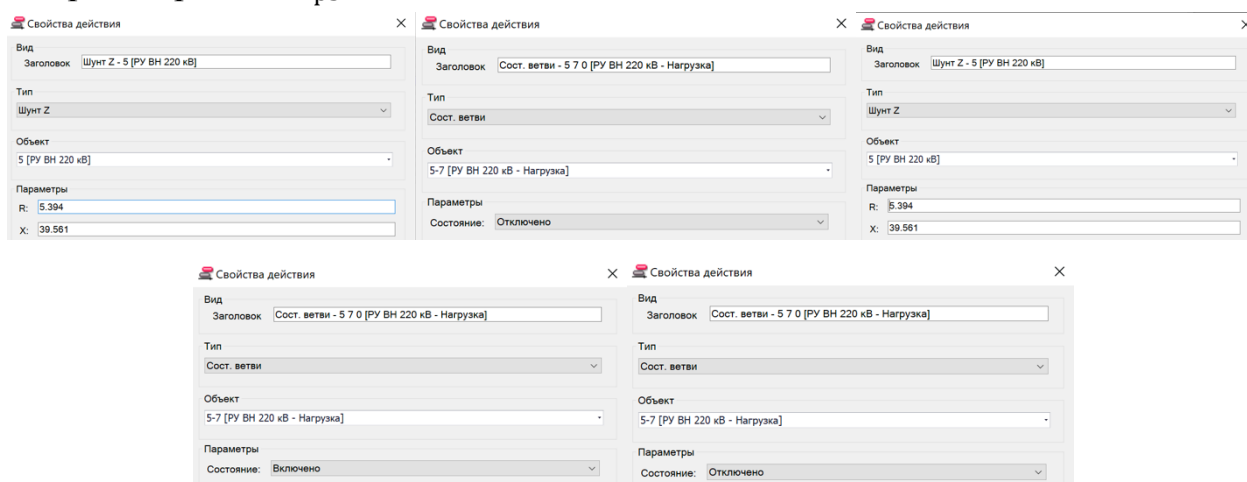 Свойства действия
Вид
Заголовок Шунт Z - 5 [РУ ВН 220 кВ]
Тип
Шунт Z
Объект
5 [РУ ВН 220 кВ]
Параметры
R: 5.394
X: 39.561
Свойства действия
Вид
Заголовок Сост. ветви - 5 7 0 [РУ ВН 220 кВ - Нагрузка]
Тип
Сост. ветви
Объект
5-7 [РУ ВН 220 кВ - Нагрузка]
Параметры
Состояние: Отключено
Свойства действия
Вид
Заголовок Шунт Z - 5 [РУ ВН 220 кВ]
Тип
Шунт Z
Объект
5 [РУ ВН 220 кВ]
Параметры
R: 5.394
X: 39.561
Свойства действия
Вид
Заголовок Сост. ветви - 5 7 0 [РУ ВН 220 кВ - Нагрузка]
Тип
Сост. ветви
Объект
5-7 [РУ ВН 220 кВ - Нагрузка]
Параметры
Состояние: Включено
Свойства действия
Вид
Заголовок Сост. ветви - 5 7 0 [РУ ВН 220 кВ - Нагрузка]
Тип
Сост. ветви
Объект
5-7 [РУ ВН 220 кВ - Нагрузка]
Параметры
Состояние: Отключено